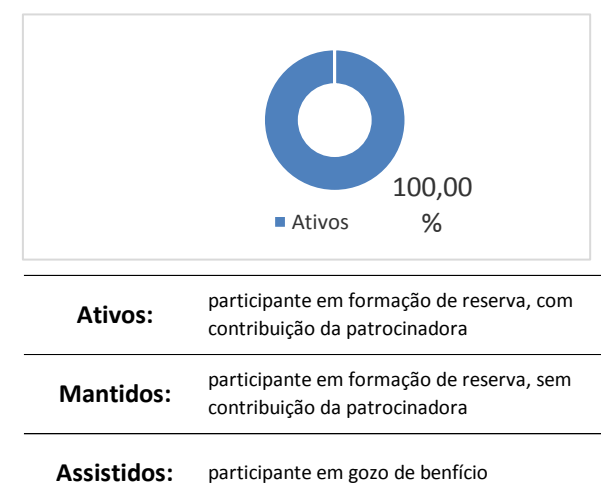 100,00
%
Ativos
Ativos:
participante em formação de reserva, com
contribuição da patrocinadora
Mantidos:
participante em formação de reserva, sem
contribuição da patrocinadora
Assistidos:
participante em gozo de benfício